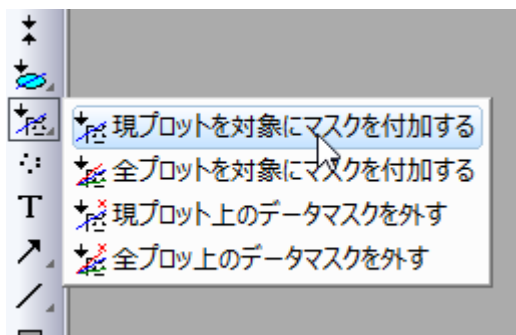 現プロットを対象にマスクを付加する
全プロットを対象にマスクを付加する
現プロット上のデータマスクを外す
全プロッ上のデータマスクを外す
T